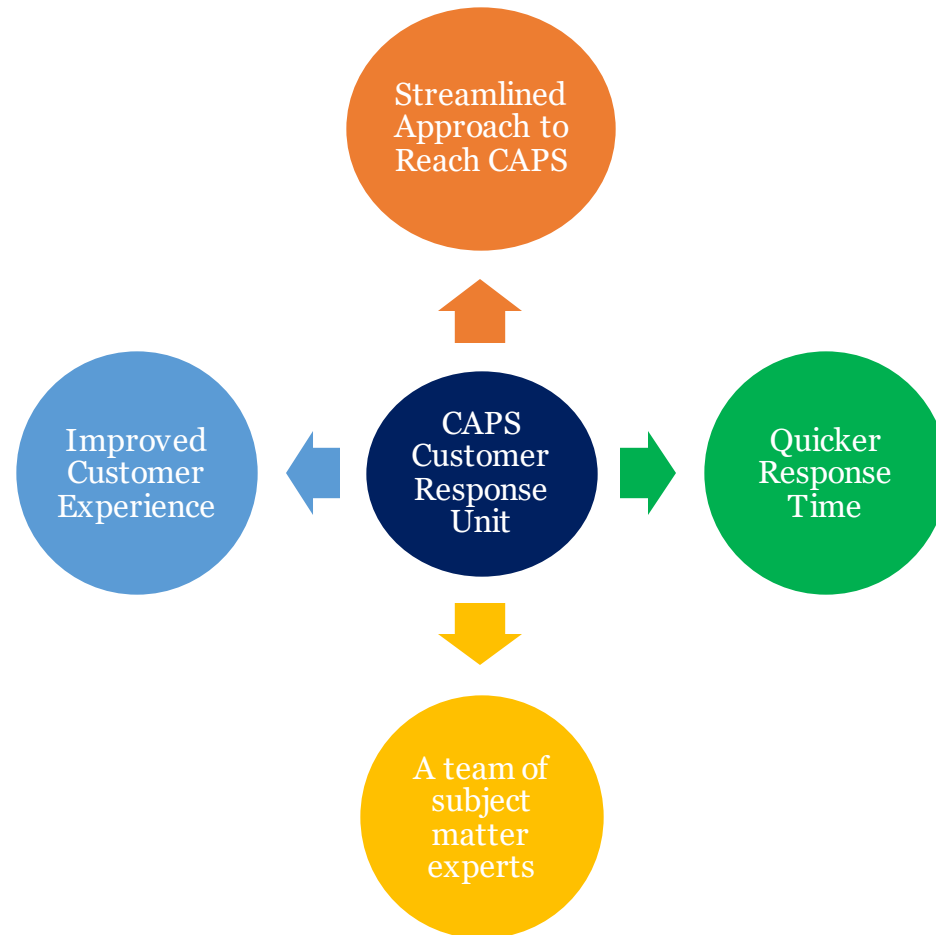 Streamlined
Approach to
Reach CAPS
Improved
Customer
Experience
CAPS
Customer
Response
Unit
Quicker
Response
Time
A team of
subject
matter
experts